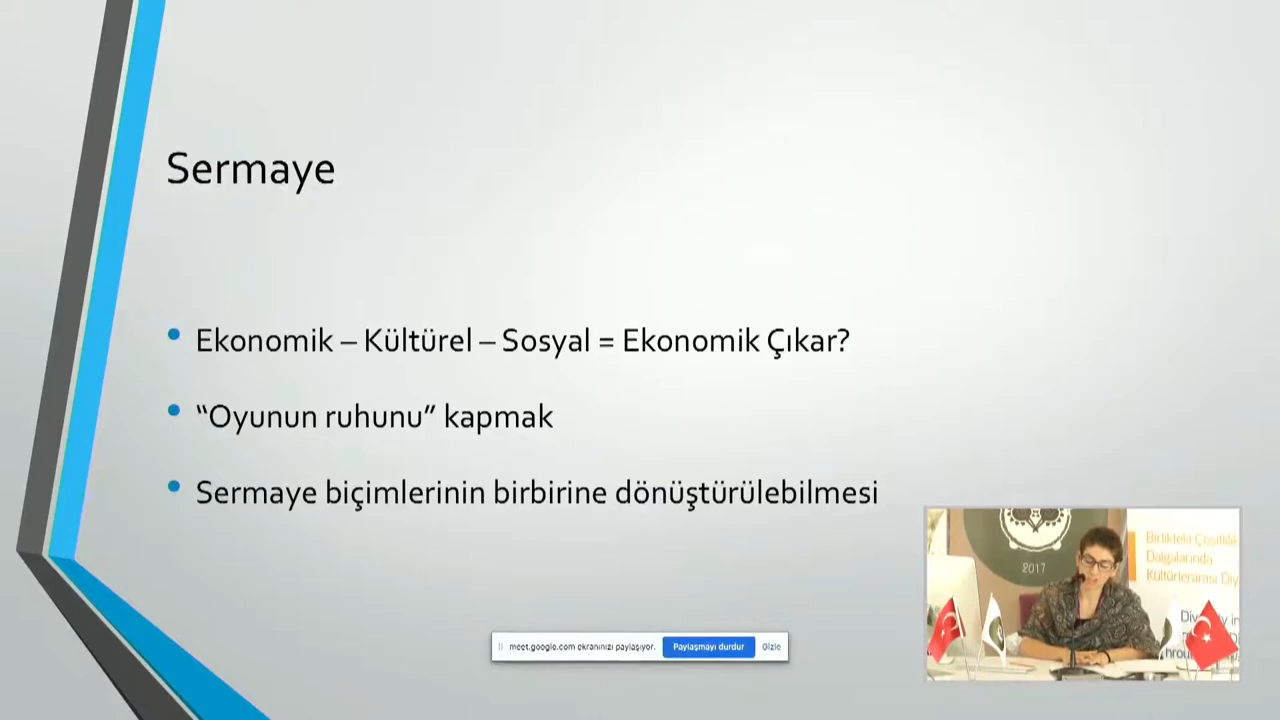 Sermaye
Ekonomik – Kültürel – Sosyal = Ekonomik Çıkar?
“Oyunun ruhunu” kapmak
Sermaye biçimlerinin birbirine dönüştürülebilmesi
2017
Birlikteki Çeşitlilik
Dalgalarında
Kültürlerarası Diy
in
meet.google.com ekranınızı paylaşıyor.
Paylaşmayı durdur
Gizle